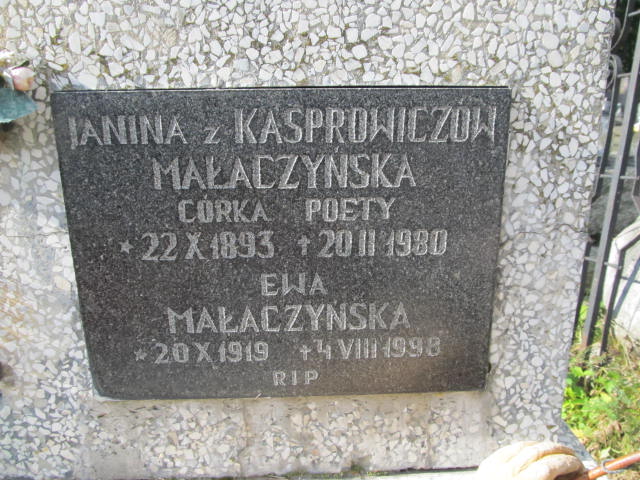 JANINA z KASPROWICZÓW
MAŁACZYŃSKA
CÓRKA POETY
* 22 X 1893 † 20 II 1980
EWA
MAŁACZYŃSKA
* 20 X 1919 † 4 VIII 1998
RIP